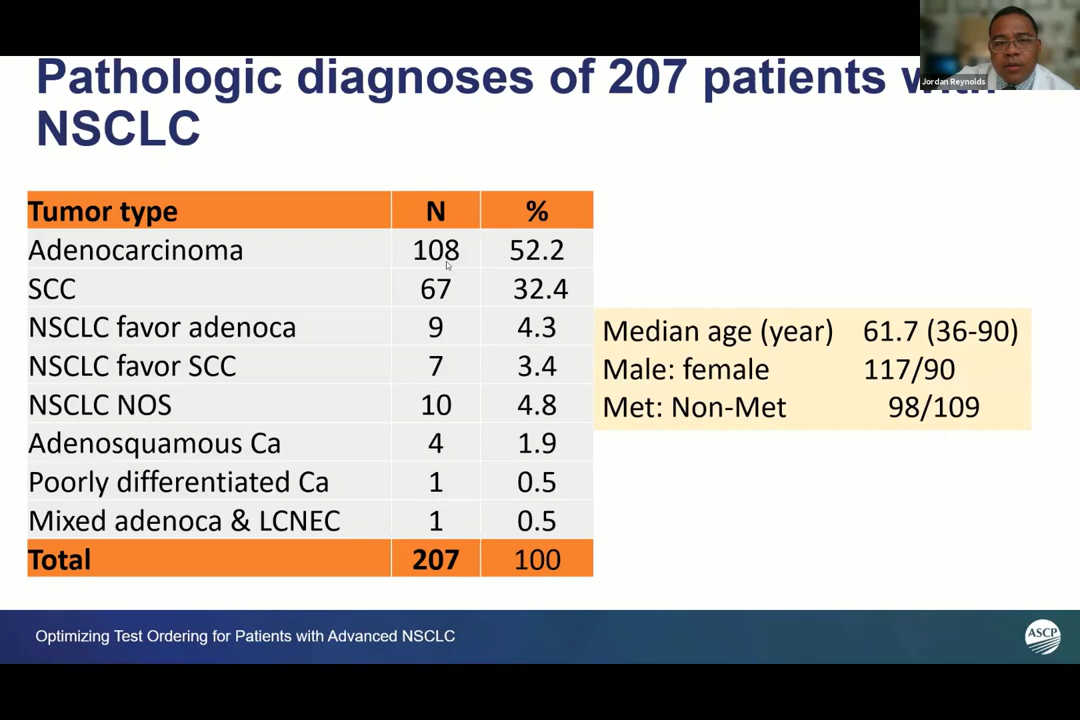 Pathologic diagnoses of 207 patients with
NSCLC
Jordan Reynolds
Tumor type N %
Adenocarcinoma 108 52.2
SCC 67 32.4
NSCLC favor adenoca 9 4.3
NSCLC favor SCC 7 3.4
NSCLC NOS 10 4.8
Adenosquamous Ca 4 1.9
Poorly differentiated Ca 1 0.5
Mixed adenoca & LCNEC 1 0.5
Total 207 100
Median age (year) 61.7 (36-90)
Male: female 117/90
Met: Non-Met 98/109
Optimizing Test Ordering for Patients with Advanced NSCLC
ASCP